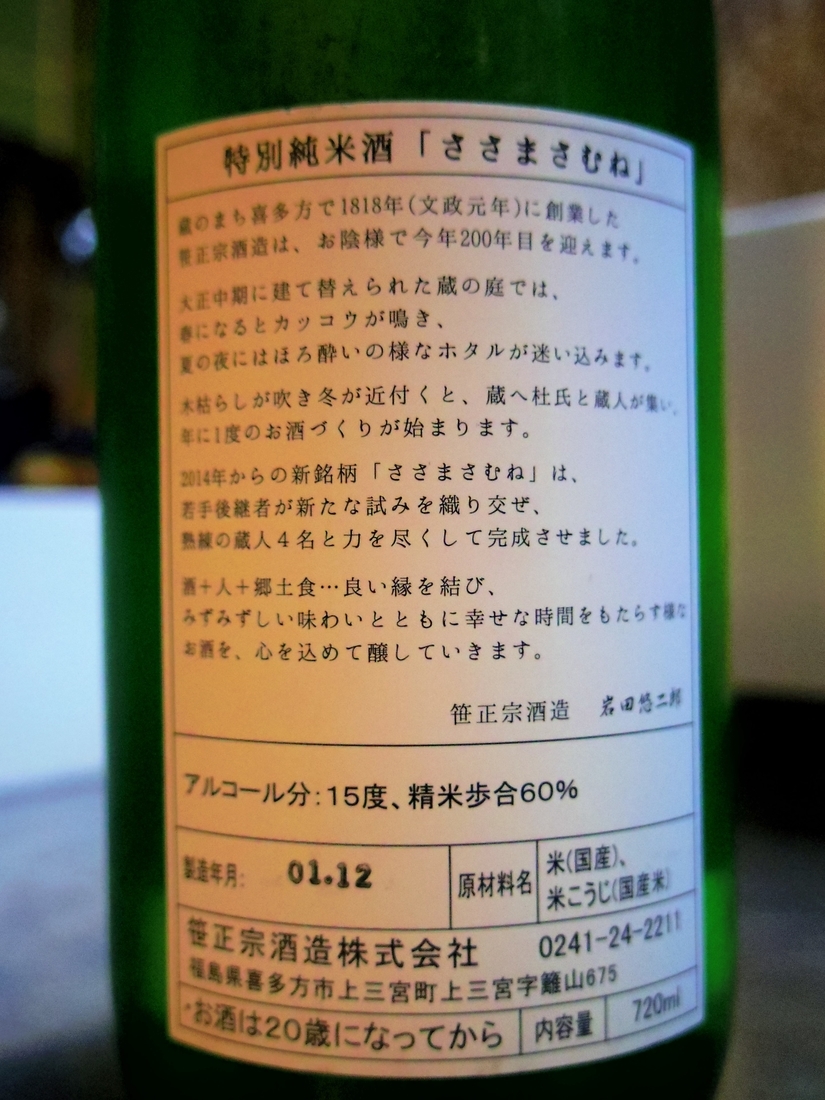 特別純米酒「ささまさむね」
蔵のまち喜多方で1818年(文政元年)に創業した
笹正宗酒造は、お陰様で今年200年目を迎えます。
大正中期に建て替えられた蔵の庭では、
春になるとカッコウが鳴き、
夏の夜にはほろ酔いの様なホタルが迷い込みます。
木枯らしが吹き冬が近付くと、蔵へ杜氏と蔵人が集い、
年に1度のお酒づくりが始まります。
2014年からの新銘柄「ささまさむね」は、
若手後継者が新たな試みを織り交ぜ、
熟練の蔵人4名と力を尽くして完成させました。
酒+人+郷土食…良い縁を結び、
みずみずしい味わいとともに幸せな時間をもたらす様な
お酒を、心を込めて醸していきます。
笹正宗酒造 岩田悠二郎
アルコール分:15度、精米歩合60%
製造年月: 01.12
原材料名 米(国産)、
米こうじ(国産米)
笹正宗酒造株式会社 0241-24-2211
福島県喜多方市上三宮町上三宮字籬山675
・お酒は20歳になってから 内容量 720ml